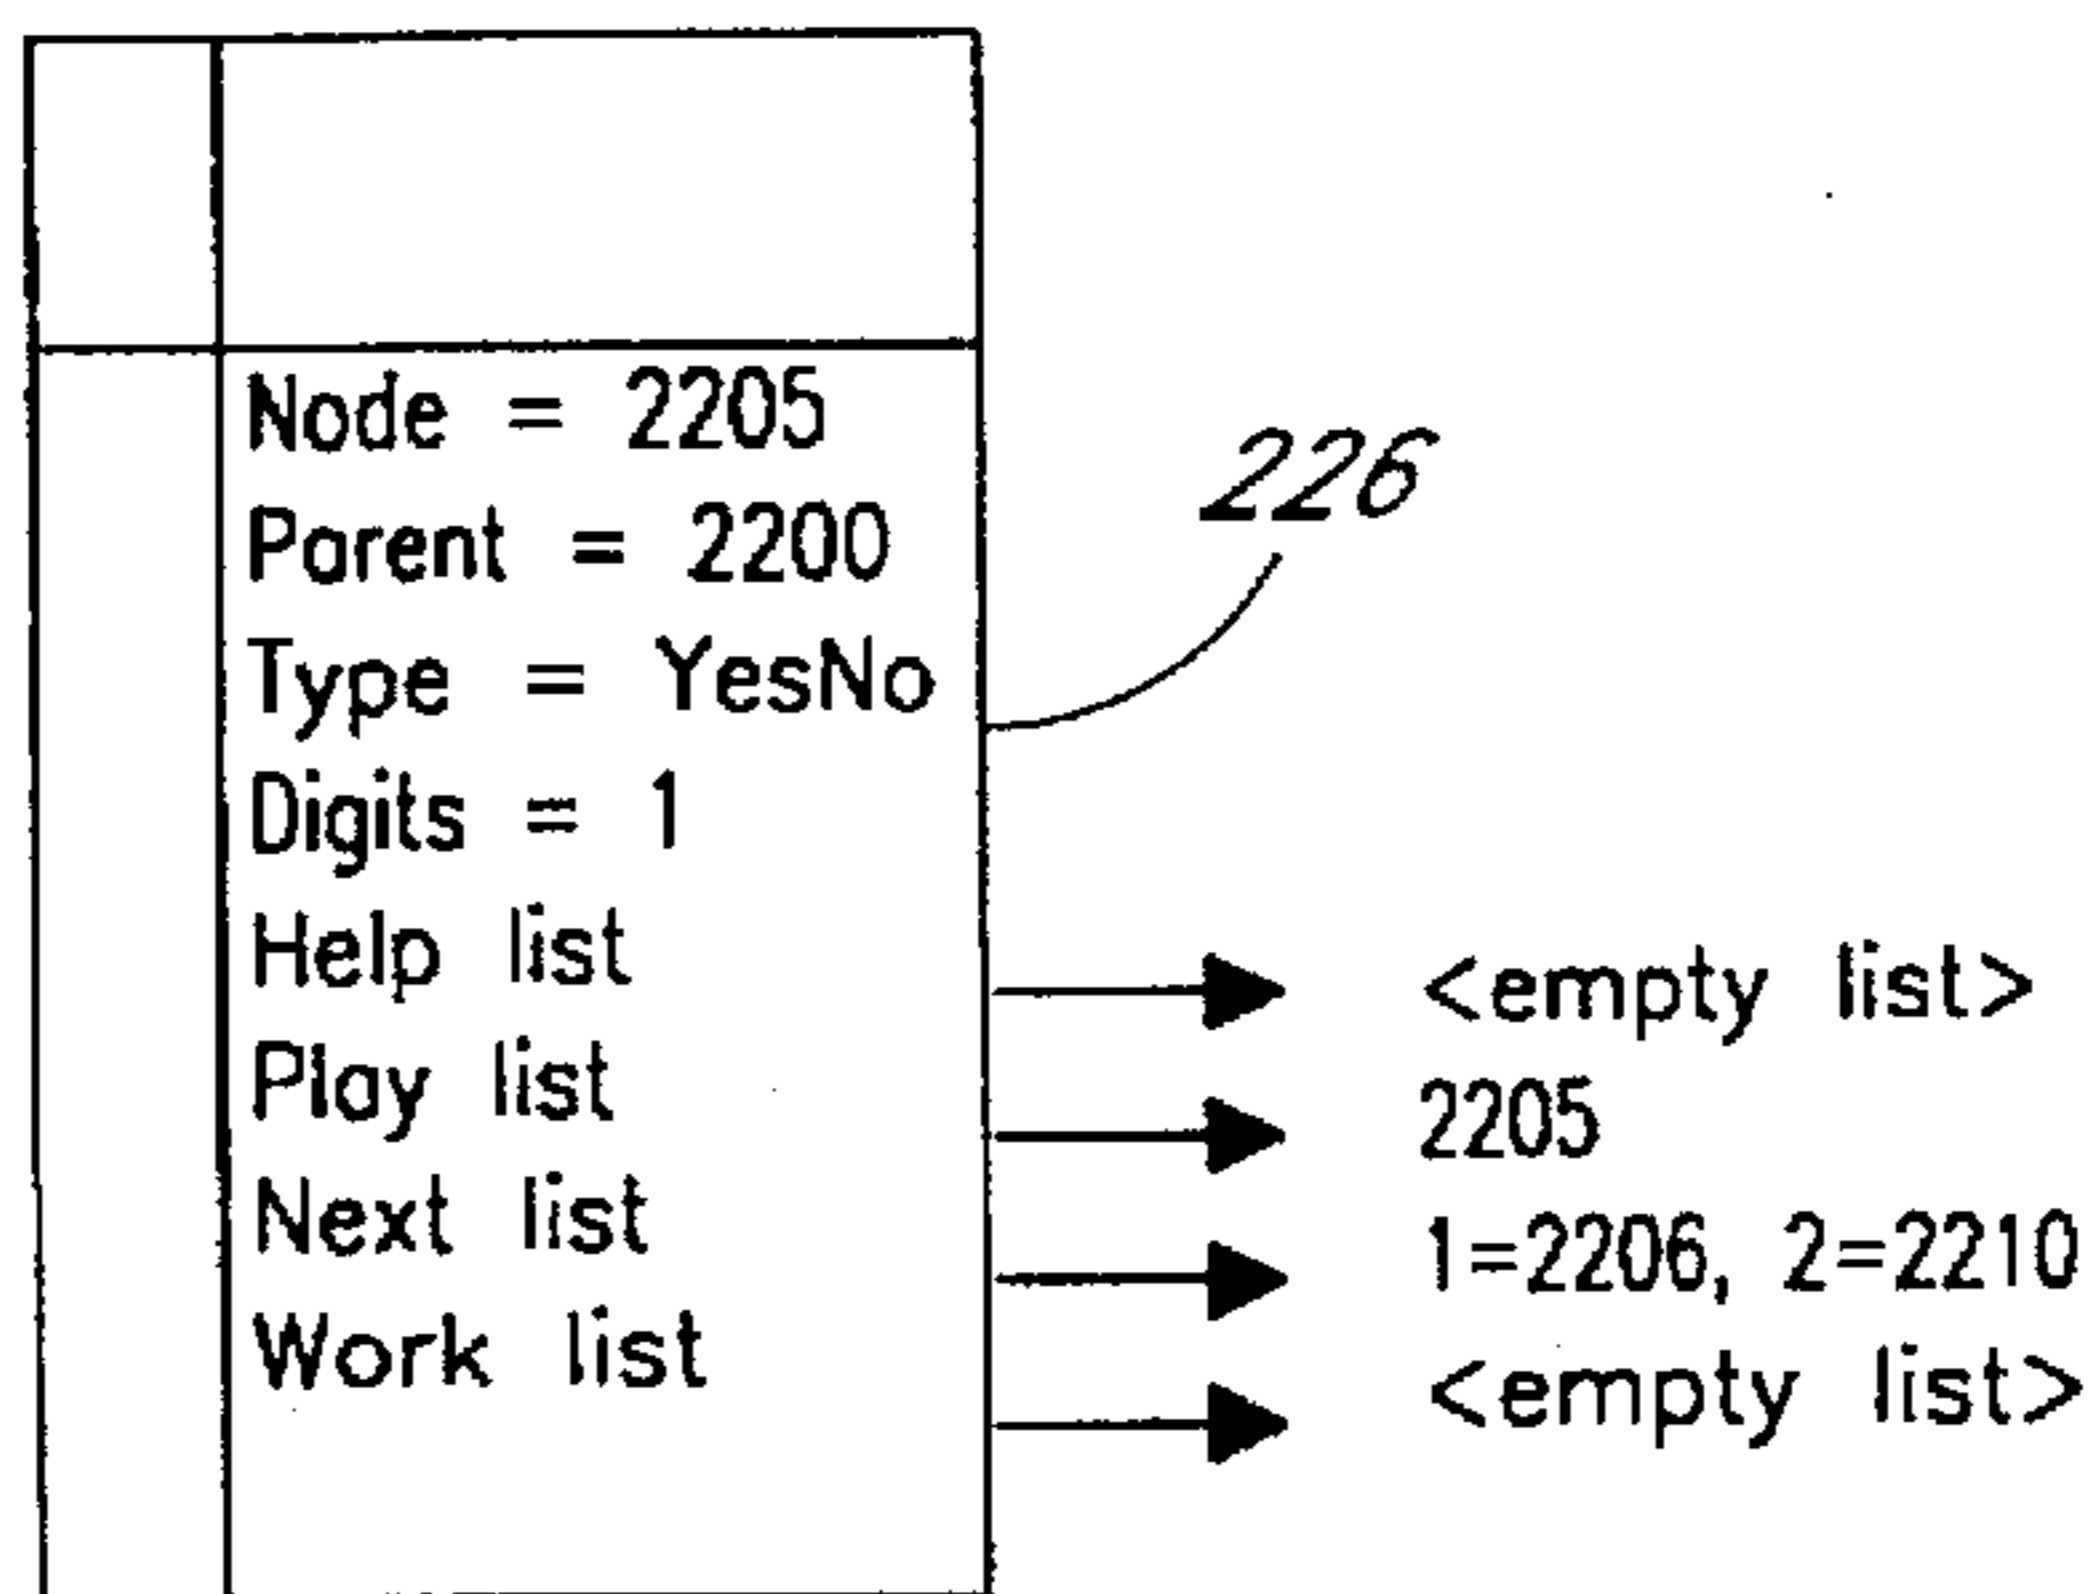 Node = 2205
Parent = 2200
Type = YesNo
Digits = 1
Help list
Play list
Next list
Work list
226
<empty list>
2205
1=2206, 2=2210
<empty list>